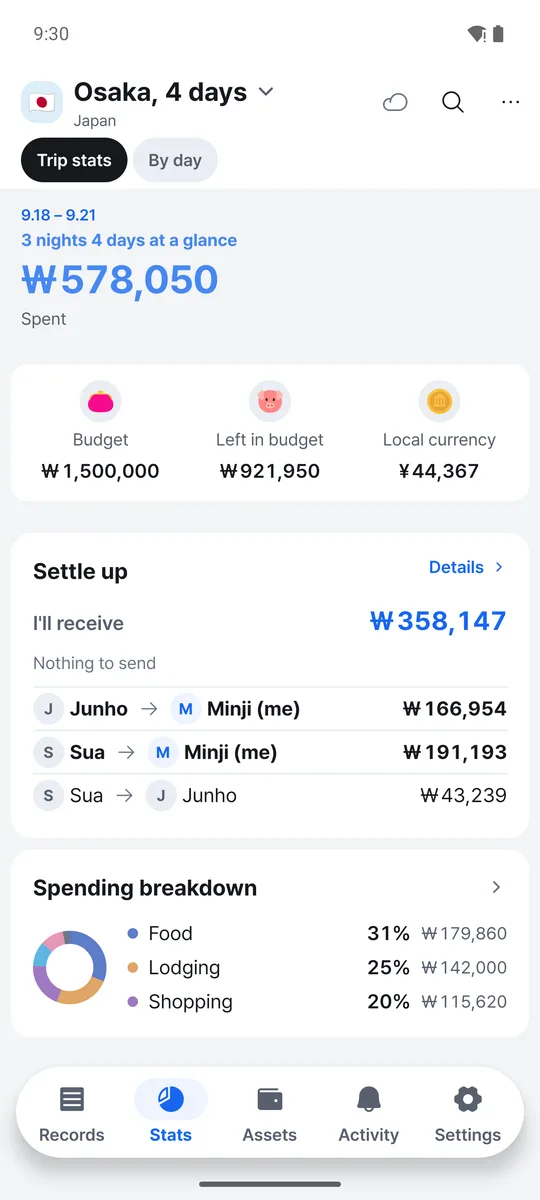 9:30
Osaka, 4 days
Japan
Trip stats
By day
9.18 – 9.21
3 nights 4 days at a glance
₩578,050
Spent
Budget
Left in budget
Local currency
₩1,500,000
₩921,950
¥44,367
Settle up
Details
I'll receive
₩358,147
Nothing to send
J Junho → M Minji (me) ₩166,954
S Sua → M Minji (me) ₩191,193
S Sua → J Junho ₩43,239
Spending breakdown
Food 31% ₩179,860
Lodging 25% ₩142,000
Shopping 20% ₩115,620
Records
Stats
Assets
Activity
Settings